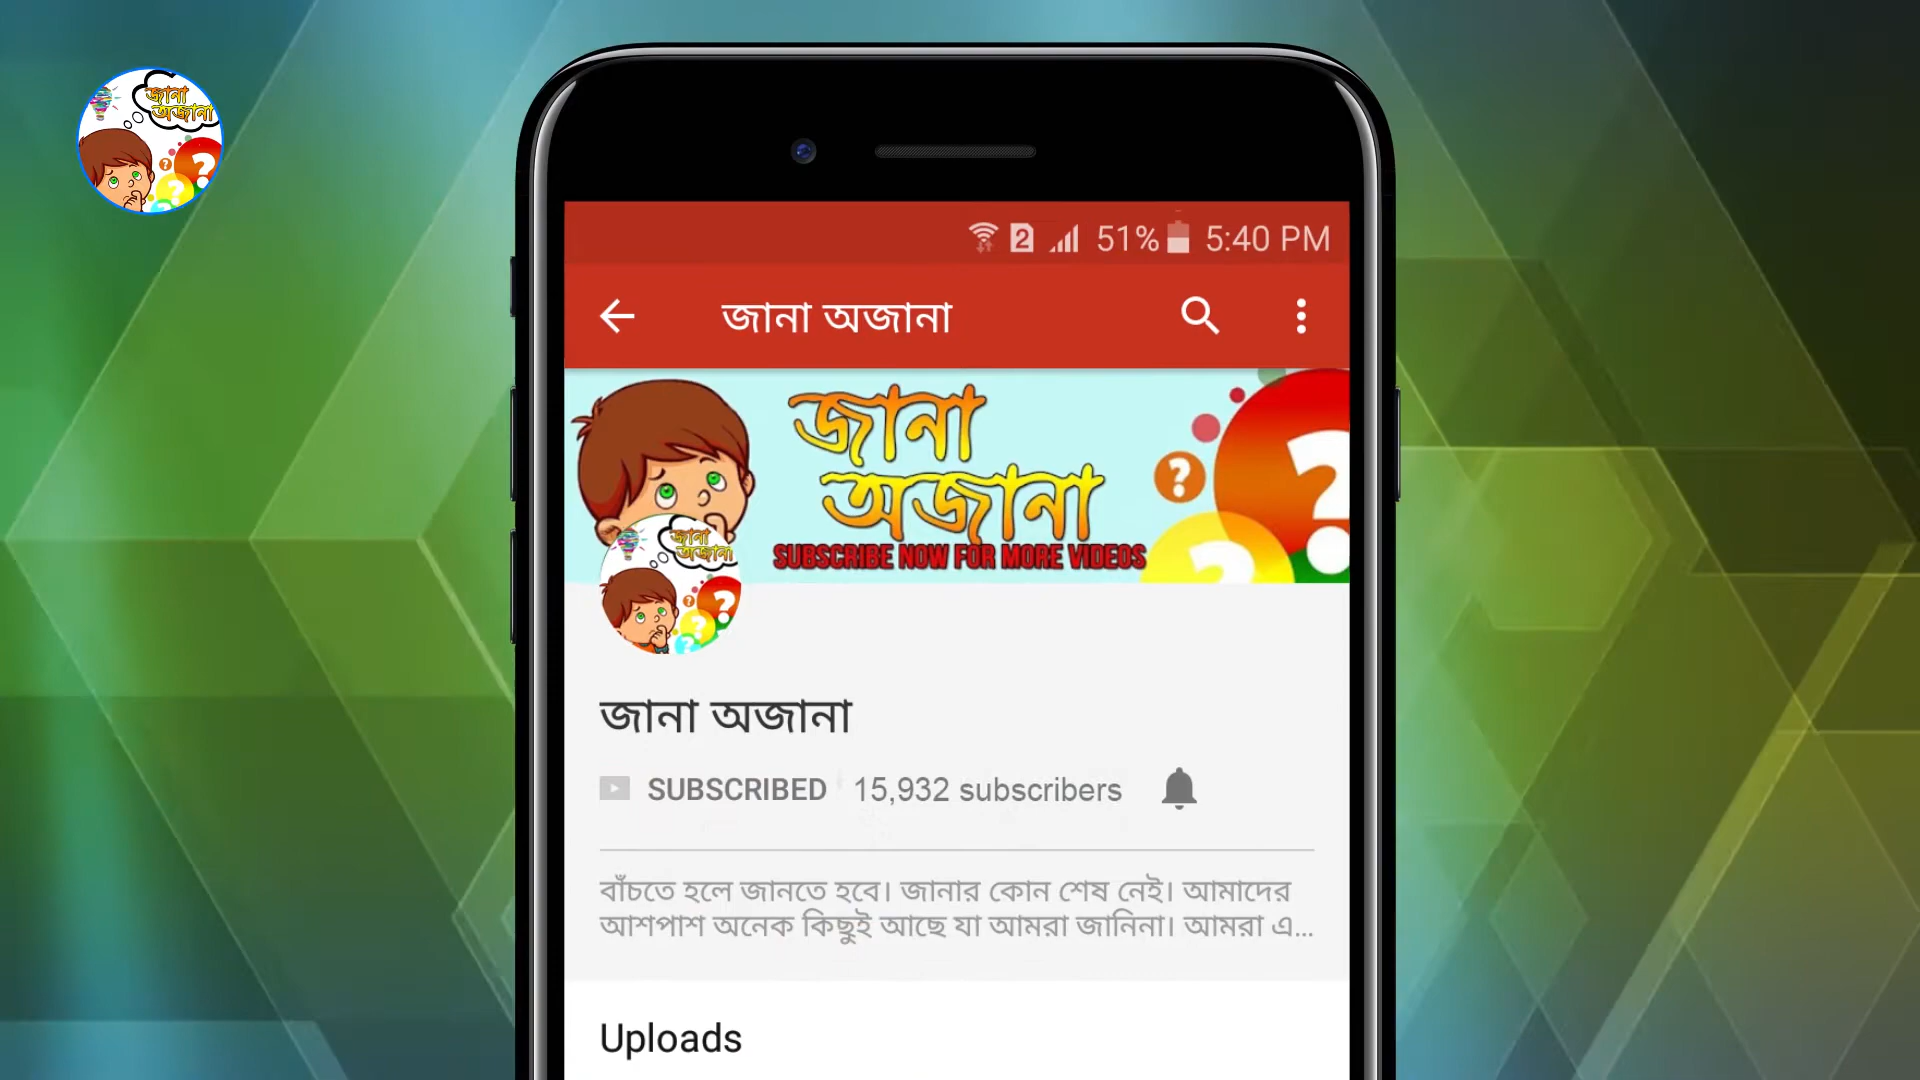 জানা
অজানা
2 51% 5:40 PM
জানা অজানা
জানা
অজানা
SUBSCRIBE NOW FOR MORE VIDEOS
জানা
অজানা
জানা অজানা
SUBSCRIBED 15,932 subscribers
বাঁচতে হলে জানতে হবে। জানার কোন শেষ নেই। আমাদের
আশপাশ অনেক কিছুই আছে যা আমরা জানিনা। আমরা এ...
Uploads